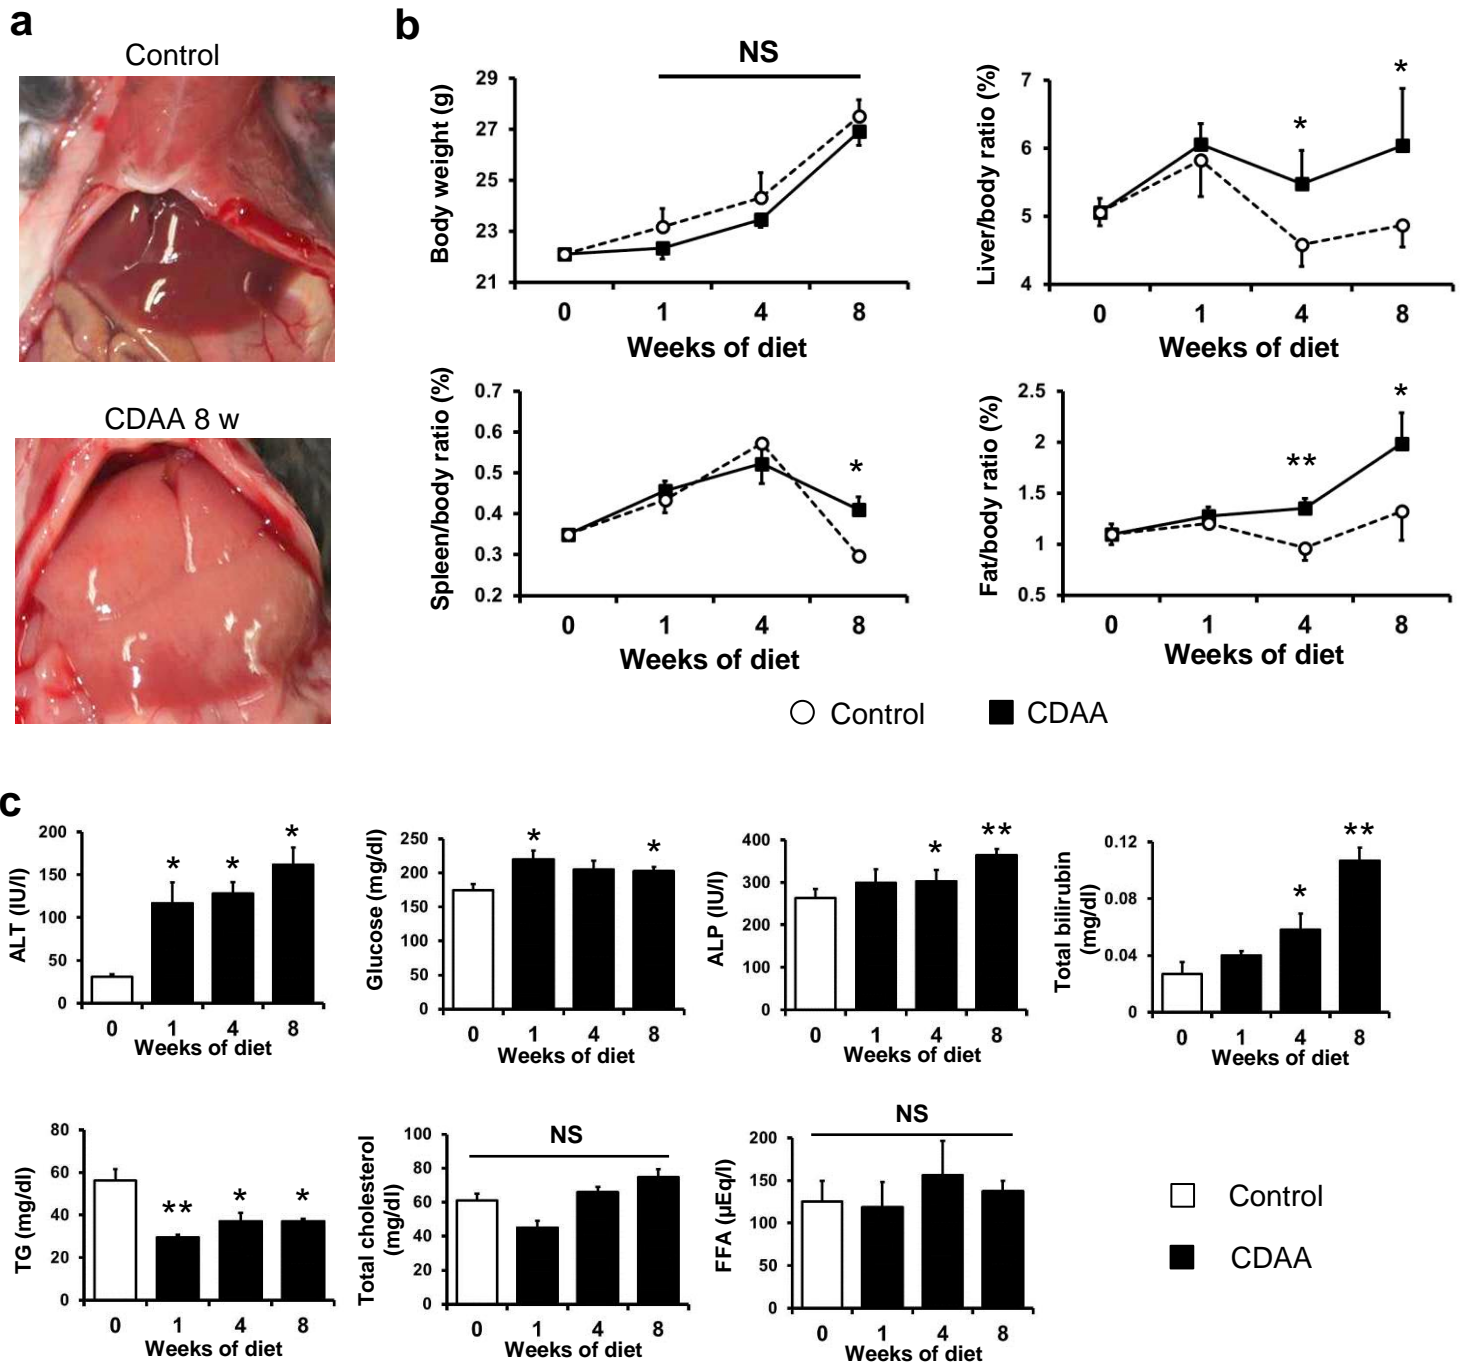 a
Control
CDAA 8 w
b
NS
Body weight (g)
29
27
25
23
21
0 1 4 8
Weeks of diet
*
*
Liver/body ratio (%)
7
6
5
4
0 1 4 8
Weeks of diet
*
Spleen/body ratio (%)
0.7
0.6
0.5
0.4
0.3
0.2
0 1 4 8
Weeks of diet
*
**
Fat/body ratio (%)
2.5
2
1.5
1
0.5
0 1 4 8
Weeks of diet
Control CDAA
c
ALT (IU/l)
200
150
100
50
0
* * *
0 1 4 8
Weeks of diet
Glucose (mg/dl)
250
200
150
100
50
0
* *
0 1 4 8
Weeks of diet
ALP (IU/l)
400
300
200
100
0
* **
0 1 4 8
Weeks of diet
Total bilirubin
(mg/dl)
0.12
0.08
0.04
0
* **
0 1 4 8
Weeks of diet
TG (mg/dl)
80
60
40
20
0
** * *
0 1 4 8
Weeks of diet
Total cholesterol
(mg/dl)
100
80
60
40
20
0
NS
0 1 4 8
Weeks of diet
FFA (µEq/l)
200
150
100
50
0
NS
0 1 4 8
Weeks of diet
Control
CDAA